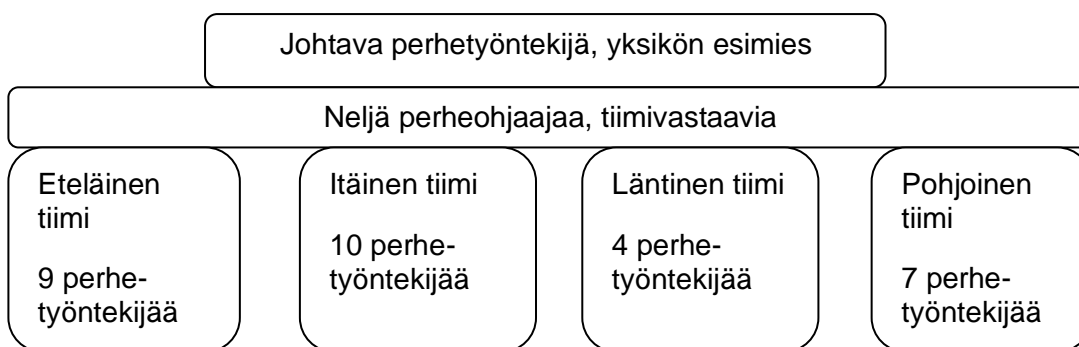 Johtava perhetyöntekijä, yksikön esimies
Neljä perheohjaajaa, tiimivastaavia
Eteläinen
tiimi
9 perhe-
työntekijää
Itäinen tiimi
10 perhe-
työntekijää
Läntinen tiimi
4 perhe-
työntekijää
Pohjoinen
tiimi
7 perhe-
työntekijää